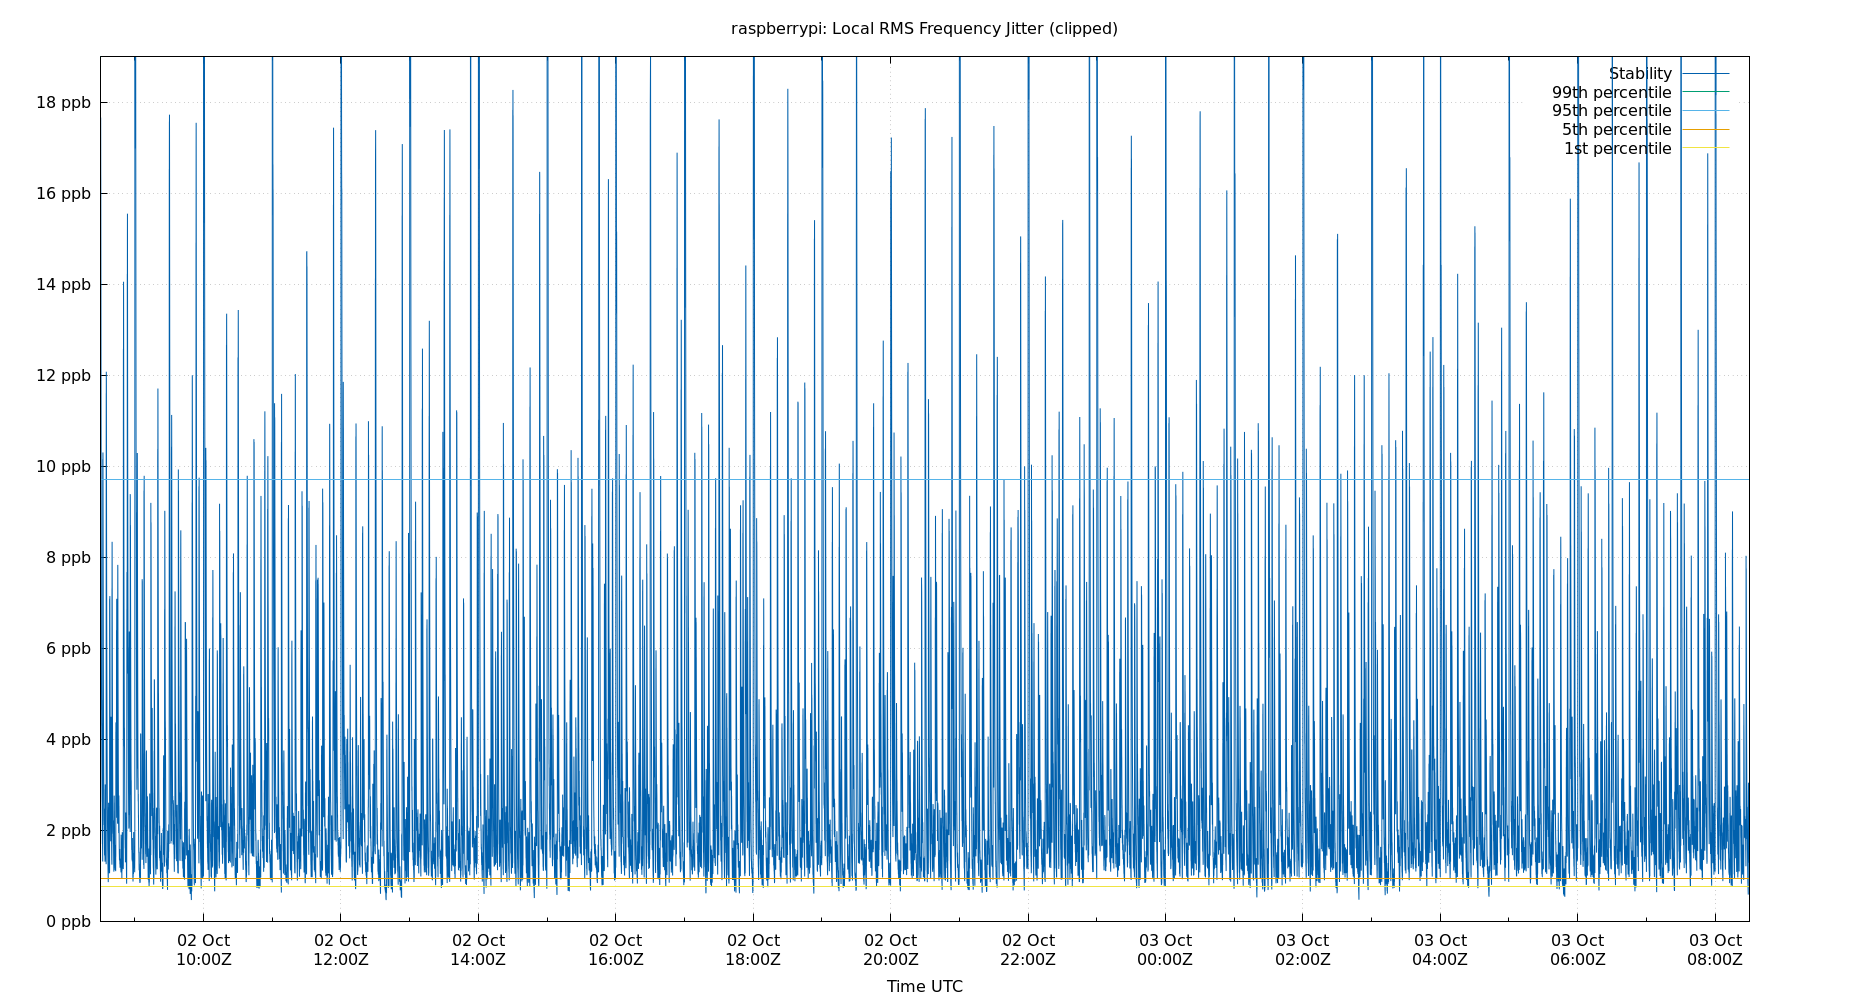 raspberrypi: Local RMS Frequency Jitter (clipped)
Stability
99th percentile
95th percentile
5th percentile
1st percentile
18 ppb
16 ppb
14 ppb
12 ppb
10 ppb
8 ppb
6 ppb
4 ppb
2 ppb
0 ppb
02 Oct 02 Oct 02 Oct 02 Oct 02 Oct 02 Oct 02 Oct 03 Oct 03 Oct 03 Oct 03 Oct 03 Oct
10:00Z 12:00Z 14:00Z 16:00Z 18:00Z 20:00Z 22:00Z 00:00Z 02:00Z 04:00Z 06:00Z 08:00Z
Time UTC